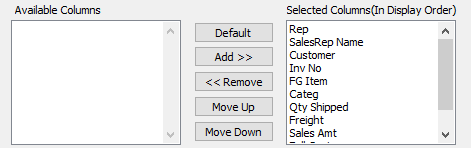 Available Columns
Selected Columns(In Display Order)
Default
Add >>
<< Remove
Move Up
Move Down
Rep
SalesRep Name
Customer
Inv No
FG Item
Categ
Qty Shipped
Freight
Sales Amt